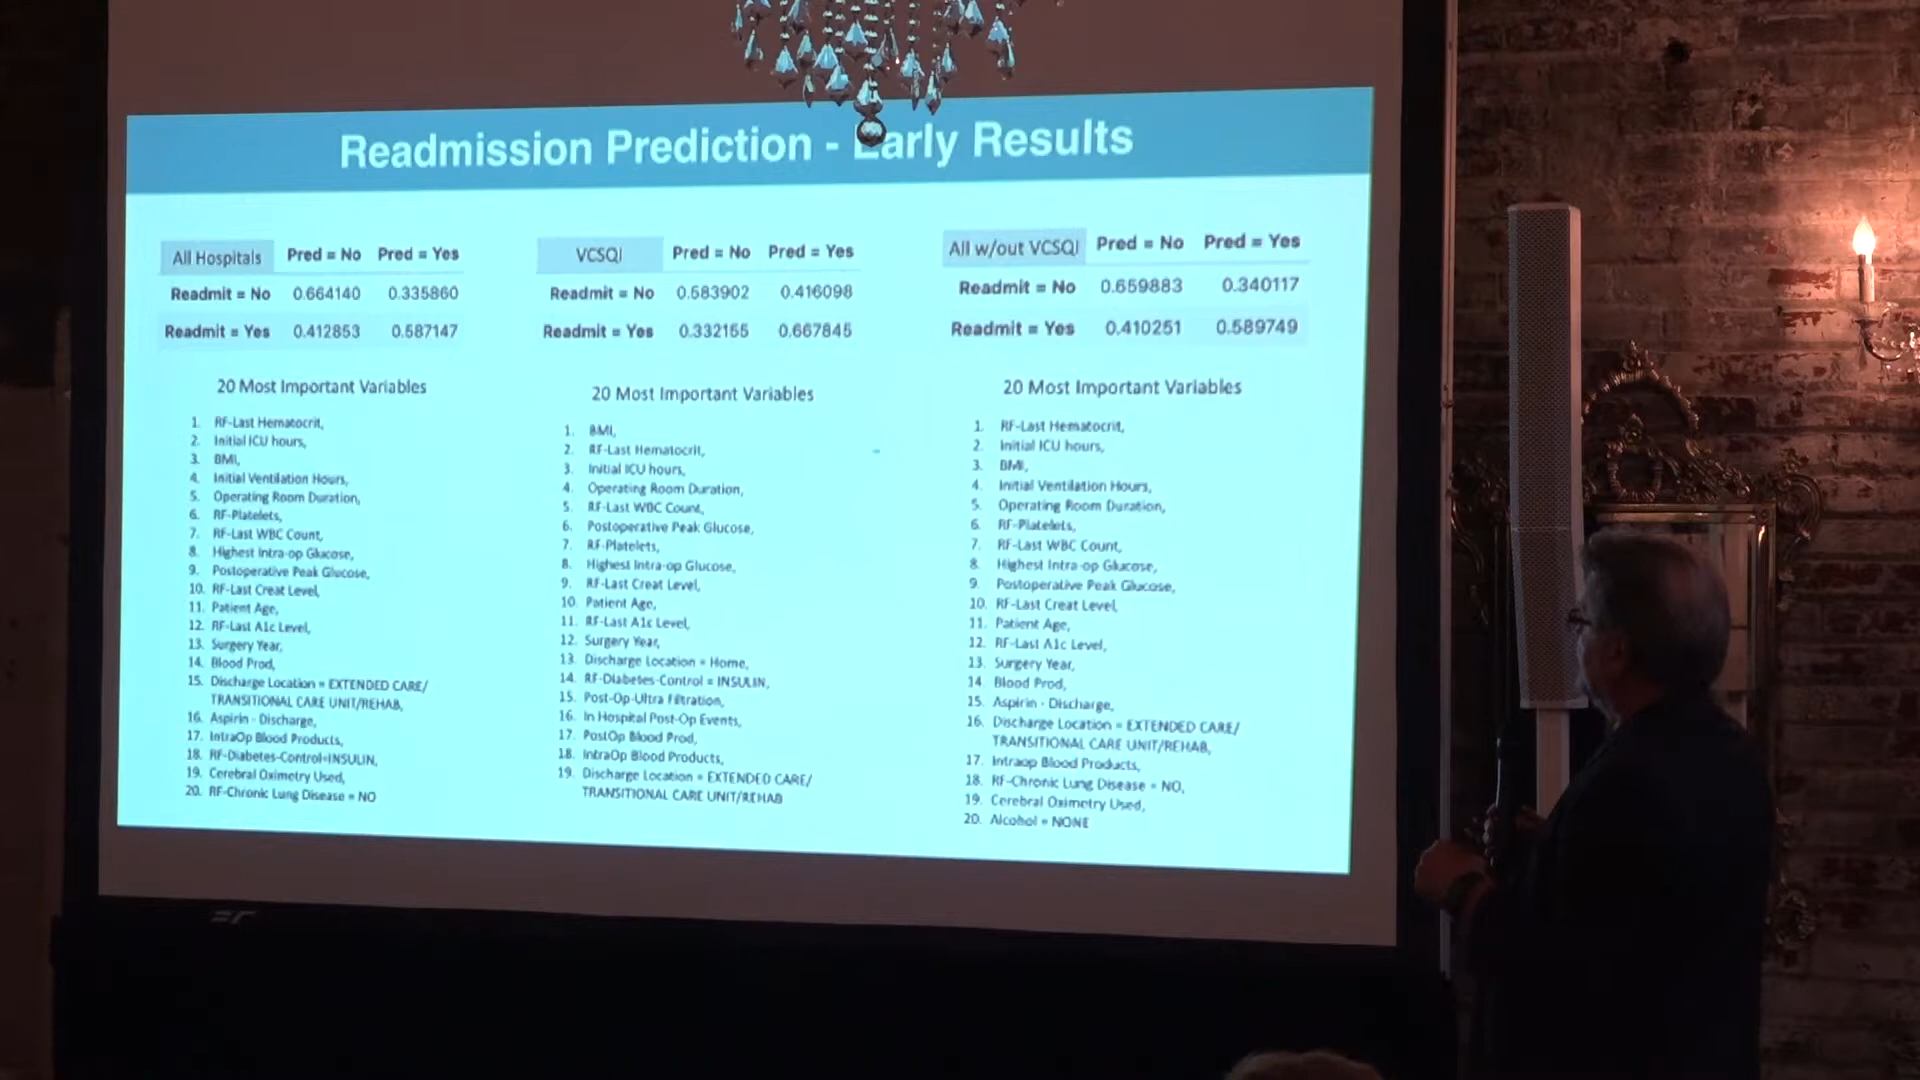 Readmission Prediction - Early Results
All Hospitals Pred = No Pred = Yes
Readmit = No 0.664140 0.335860
Readmit = Yes 0.412853 0.587147
20 Most Important Variables
1. RF-Last Hematocrit,
2. Initial ICU hours,
3. BMI,
4. Initial Ventilation Hours,
5. Operating Room Duration,
6. RF-Platelets,
7. RF-Last WBC Count,
8. Highest Intra-op Glucose,
9. Postoperative Peak Glucose,
10. RF-Last Creat Level,
11. Patient Age,
12. RF-Last A1c Level,
13. Surgery Year,
14. Blood Prod,
15. Discharge Location = EXTENDED CARE/
TRANSITIONAL CARE UNIT/REHAB,
16. Aspirin - Discharge,
17. IntraOp Blood Products,
18. RF-Diabetes-Control=INSULIN,
19. Cerebral Oximetry Used,
20. RF-Chronic Lung Disease = NO
VCSQI Pred = No Pred = Yes
Readmit = No 0.583902 0.416098
Readmit = Yes 0.332155 0.667845
20 Most Important Variables
1. BMI,
2. RF-Last Hematocrit,
3. Initial ICU hours,
4. Operating Room Duration,
5. RF-Last WBC Count,
6. Postoperative Peak Glucose,
7. RF-Platelets,
8. Highest Intra-op Glucose,
9. RF-Last Creat Level,
10. Patient Age,
11. RF-Last A1c Level,
12. Surgery Year,
13. Discharge Location = Home,
14. RF-Diabetes-Control = INSULIN,
15. Post-Op-Ultra Filtration,
16. In Hospital Post-Op Events,
17. PostOp Blood Prod,
18. IntraOp Blood Products,
19. Discharge Location = EXTENDED CARE/
TRANSITIONAL CARE UNIT/REHAB
All w/out VCSQI Pred = No Pred = Yes
Readmit = No 0.659883 0.340117
Readmit = Yes 0.410251 0.589749
20 Most Important Variables
1. RF-Last Hematocrit,
2. Initial ICU hours,
3. BMI,
4. Initial Ventilation Hours,
5. Operating Room Duration,
6. RF-Platelets,
7. RF-Last WBC Count,
8. Highest Intra-op Glucose,
9. Postoperative Peak Glucose,
10. RF-Last Creat Level,
11. Patient Age,
12. RF-Last A1c Level,
13. Surgery Year,
14. Blood Prod,
15. Aspirin - Discharge,
16. Discharge Location = EXTENDED CARE/
TRANSITIONAL CARE UNIT/REHAB,
17. Intraop Blood Products,
18. RF-Chronic Lung Disease = NO,
19. Cerebral Oximetry Used,
20. Alcohol = NONE